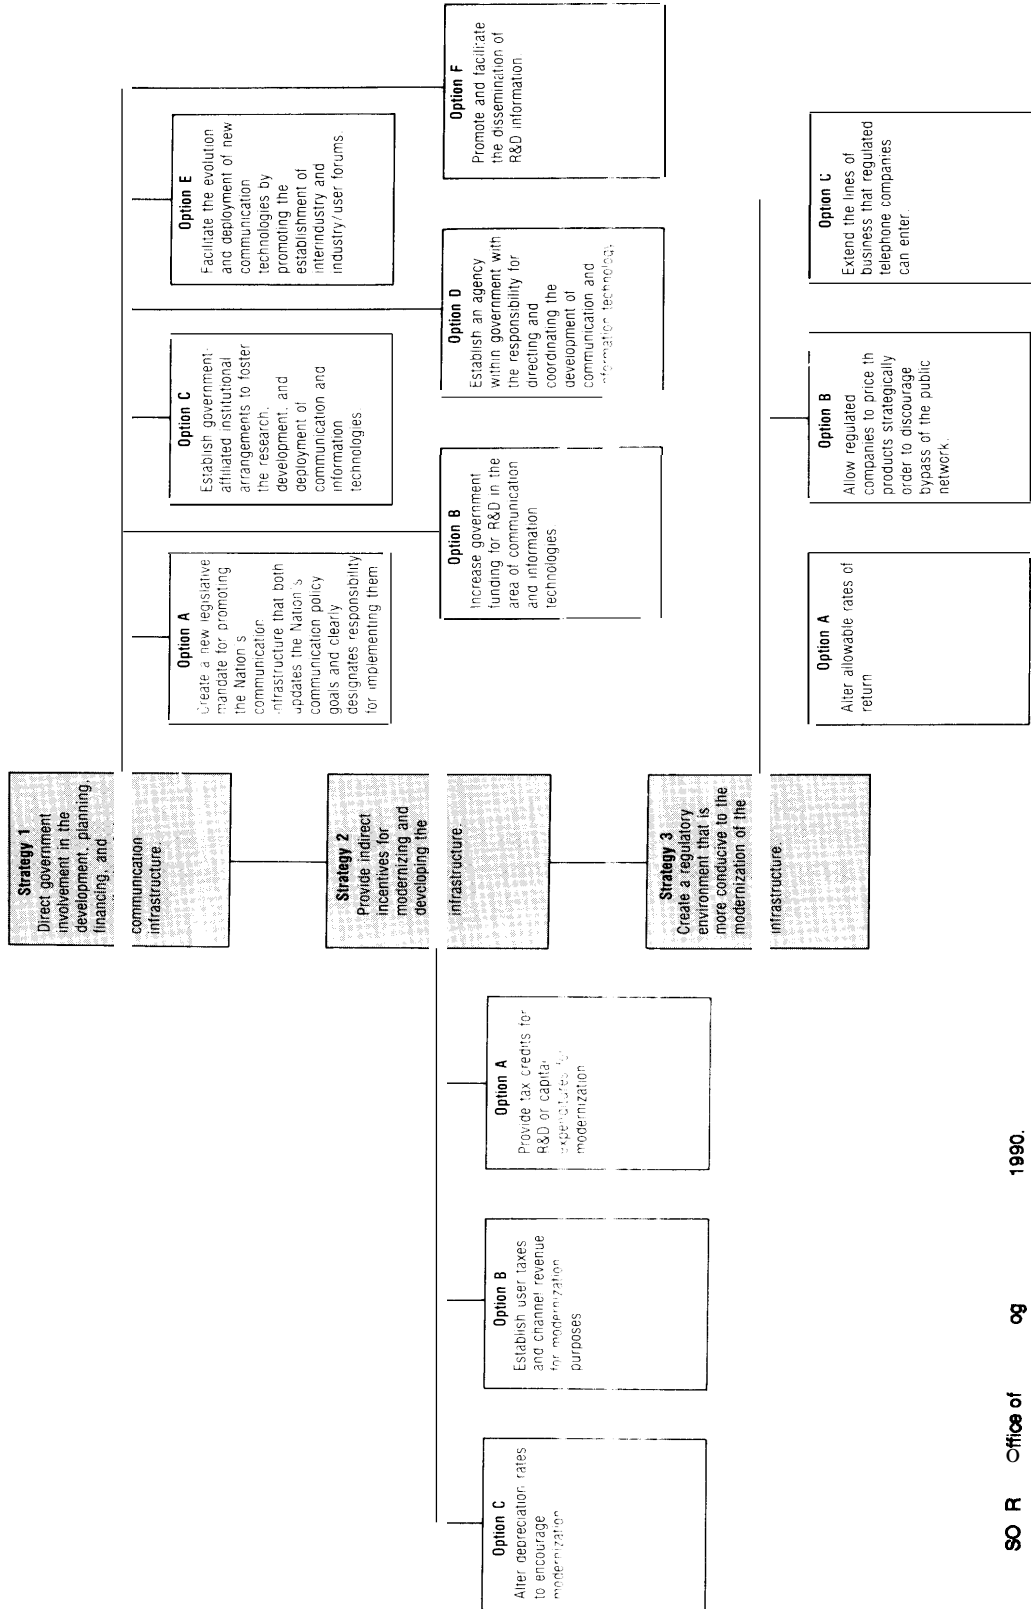 Strategy 1
Direct government
involvement in the
development, planning,
financing, and
communication
infrastructure.
Option A
Create a new legislative
mandate for promoting
the Nation s
communication
infrastructure that both
updates the Nation s
communication policy
goals and clearly
designates responsibility
for implementing them
Option B
Increase government
funding for R&D in the
area of communication
and information
technologies
Option C
Establish government-
affiliated institutional
arrangements to foster
the research,
development, and
deployment of
communication and
information
technologies
Option D
Establish an agency
within government with
the responsibility for
directing and
coordinating the
development of
communication and
information technology
Option E
Facilitate the evolution
and deployment of new
communication
technologies by
promoting the
establishment of
interindustry and
industry/user forums.
Option F
Promote and facilitate
the dissemination of
R&D information.
Strategy 2
Provide indirect
incentives for
modernizing and
developing the
infrastructure.
Option A
Provide tax credits for
R&D or capital
expenditures for
modernization
Option B
Establish user taxes
and channel revenue
for modernization
purposes
Option C
Alter depreciation rates
to encourage
modernization
Strategy 3
Create a regulatory
environment that is
more conducive to the
modernization of the
infrastructure.
Option A
Alter allowable rates of
return
Option B
Allow regulated
companies to price th
products strategically
order to discourage
bypass of the public
network.
Option C
Extend the lines of
business that regulated
telephone companies
can enter.
SO R Office of og 1990.